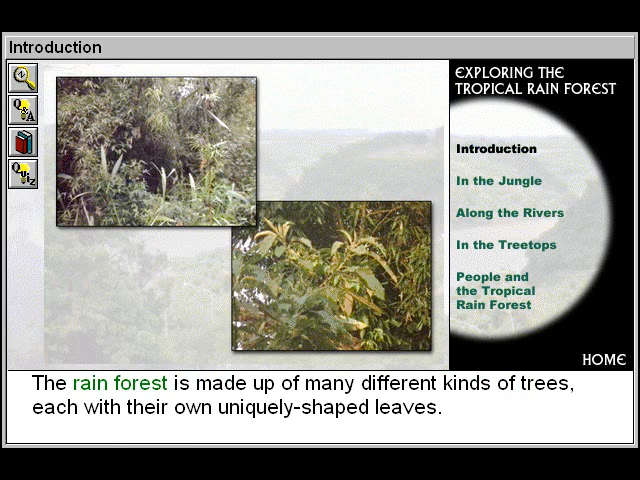 Introduction
EXPLORING THE
TROPICAL RAIN FOREST
Q&A
Quiz
Introduction
In the Jungle
Along the Rivers
In the Treetops
People and
the Tropical
Rain Forest
HOME
The rain forest is made up of many different kinds of trees,
each with their own uniquely-shaped leaves.